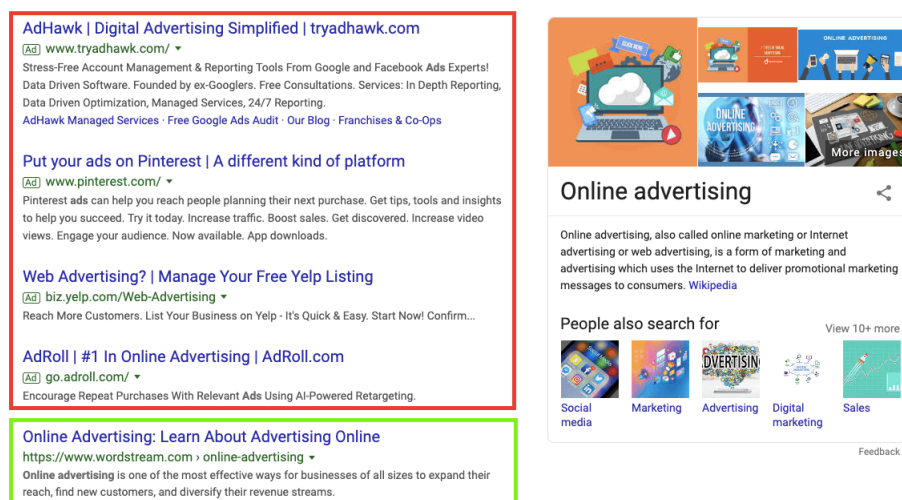 AdHawk | Digital Advertising Simplified | tryadhawk.com
Ad www.tryadhawk.com/
Stress-Free Account Management & Reporting Tools From Google and Facebook Ads Experts!
Data Driven Software. Founded by ex-Googlers. Free Consultations. Services: In Depth Reporting,
Data Driven Optimization, Managed Services, 24/7 Reporting.
AdHawk Managed Services · Free Google Ads Audit · Our Blog · Franchises & Co-Ops
Put your ads on Pinterest | A different kind of platform
Ad www.pinterest.com/
Pinterest ads can help you reach people planning their next purchase. Get tips, tools and insights
to help you succeed. Try it today. Increase traffic. Boost sales. Get discovered. Increase video
views. Engage your audience. Now available. App downloads.
Web Advertising? | Manage Your Free Yelp Listing
Ad biz.yelp.com/Web-Advertising
Reach More Customers. List Your Business on Yelp - It's Quick & Easy. Start Now! Confirm...
AdRoll | #1 In Online Advertising | AdRoll.com
Ad go.adroll.com/
Encourage Repeat Purchases With Relevant Ads Using AI-Powered Retargeting.
Online Advertising: Learn About Advertising Online
https://www.wordstream.com › online-advertising
Online advertising is one of the most effective ways for businesses of all sizes to expand their
reach, find new customers, and diversify their revenue streams.
CLICK NOW
ONLINE ADVERTISING
ONLINE
ADVERTISING
More images
Online advertising
Online advertising, also called online marketing or Internet
advertising or web advertising, is a form of marketing and
advertising which uses the Internet to deliver promotional marketing
messages to consumers. Wikipedia
People also search for
View 10+ more
Social
media
Marketing
Advertising
Digital
marketing
Sales
Feedback